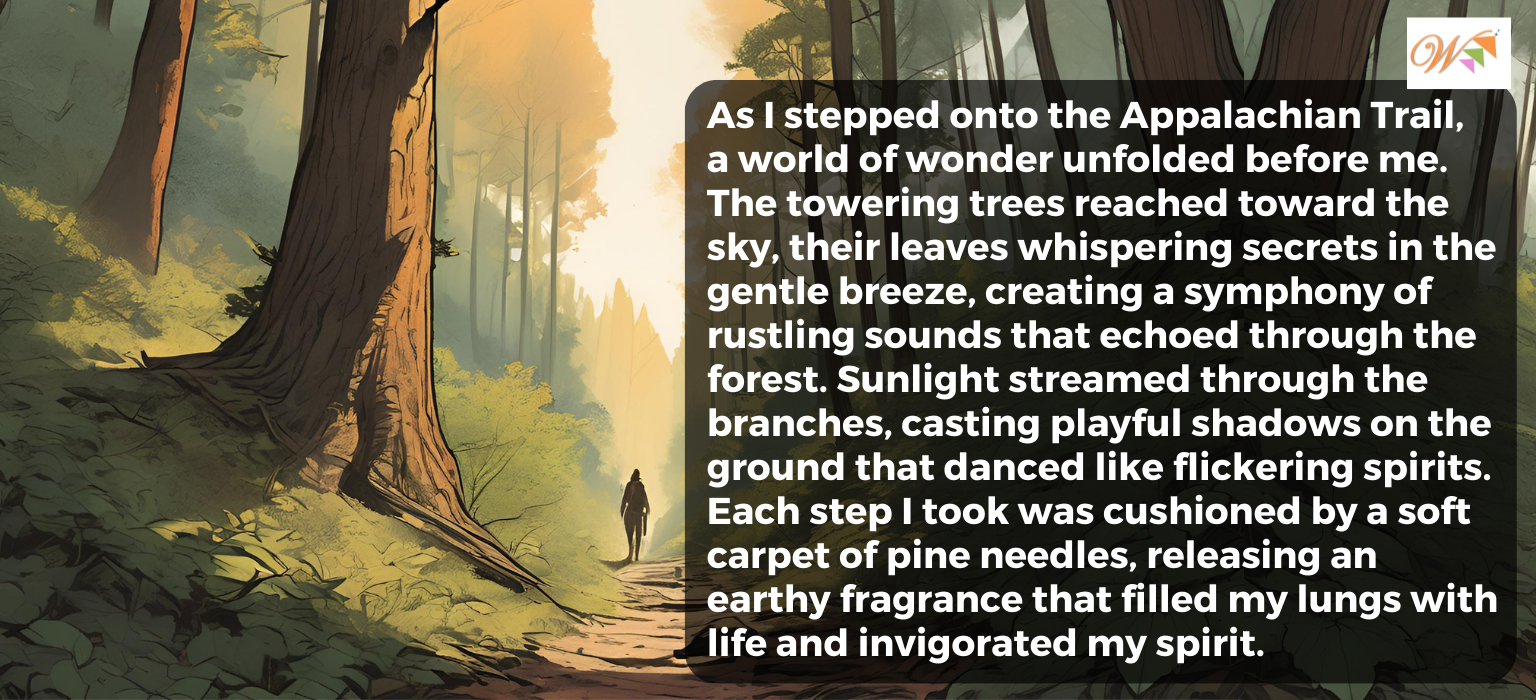 W
As I stepped onto the Appalachian Trail,
a world of wonder unfolded before me.
The towering trees reached toward the
sky, their leaves whispering secrets in the
gentle breeze, creating a symphony of
rustling sounds that echoed through the
forest. Sunlight streamed through the
branches, casting playful shadows on the
ground that danced like flickering spirits.
Each step I took was cushioned by a soft
carpet of pine needles, releasing an
earthy fragrance that filled my lungs with
life and invigorated my spirit.